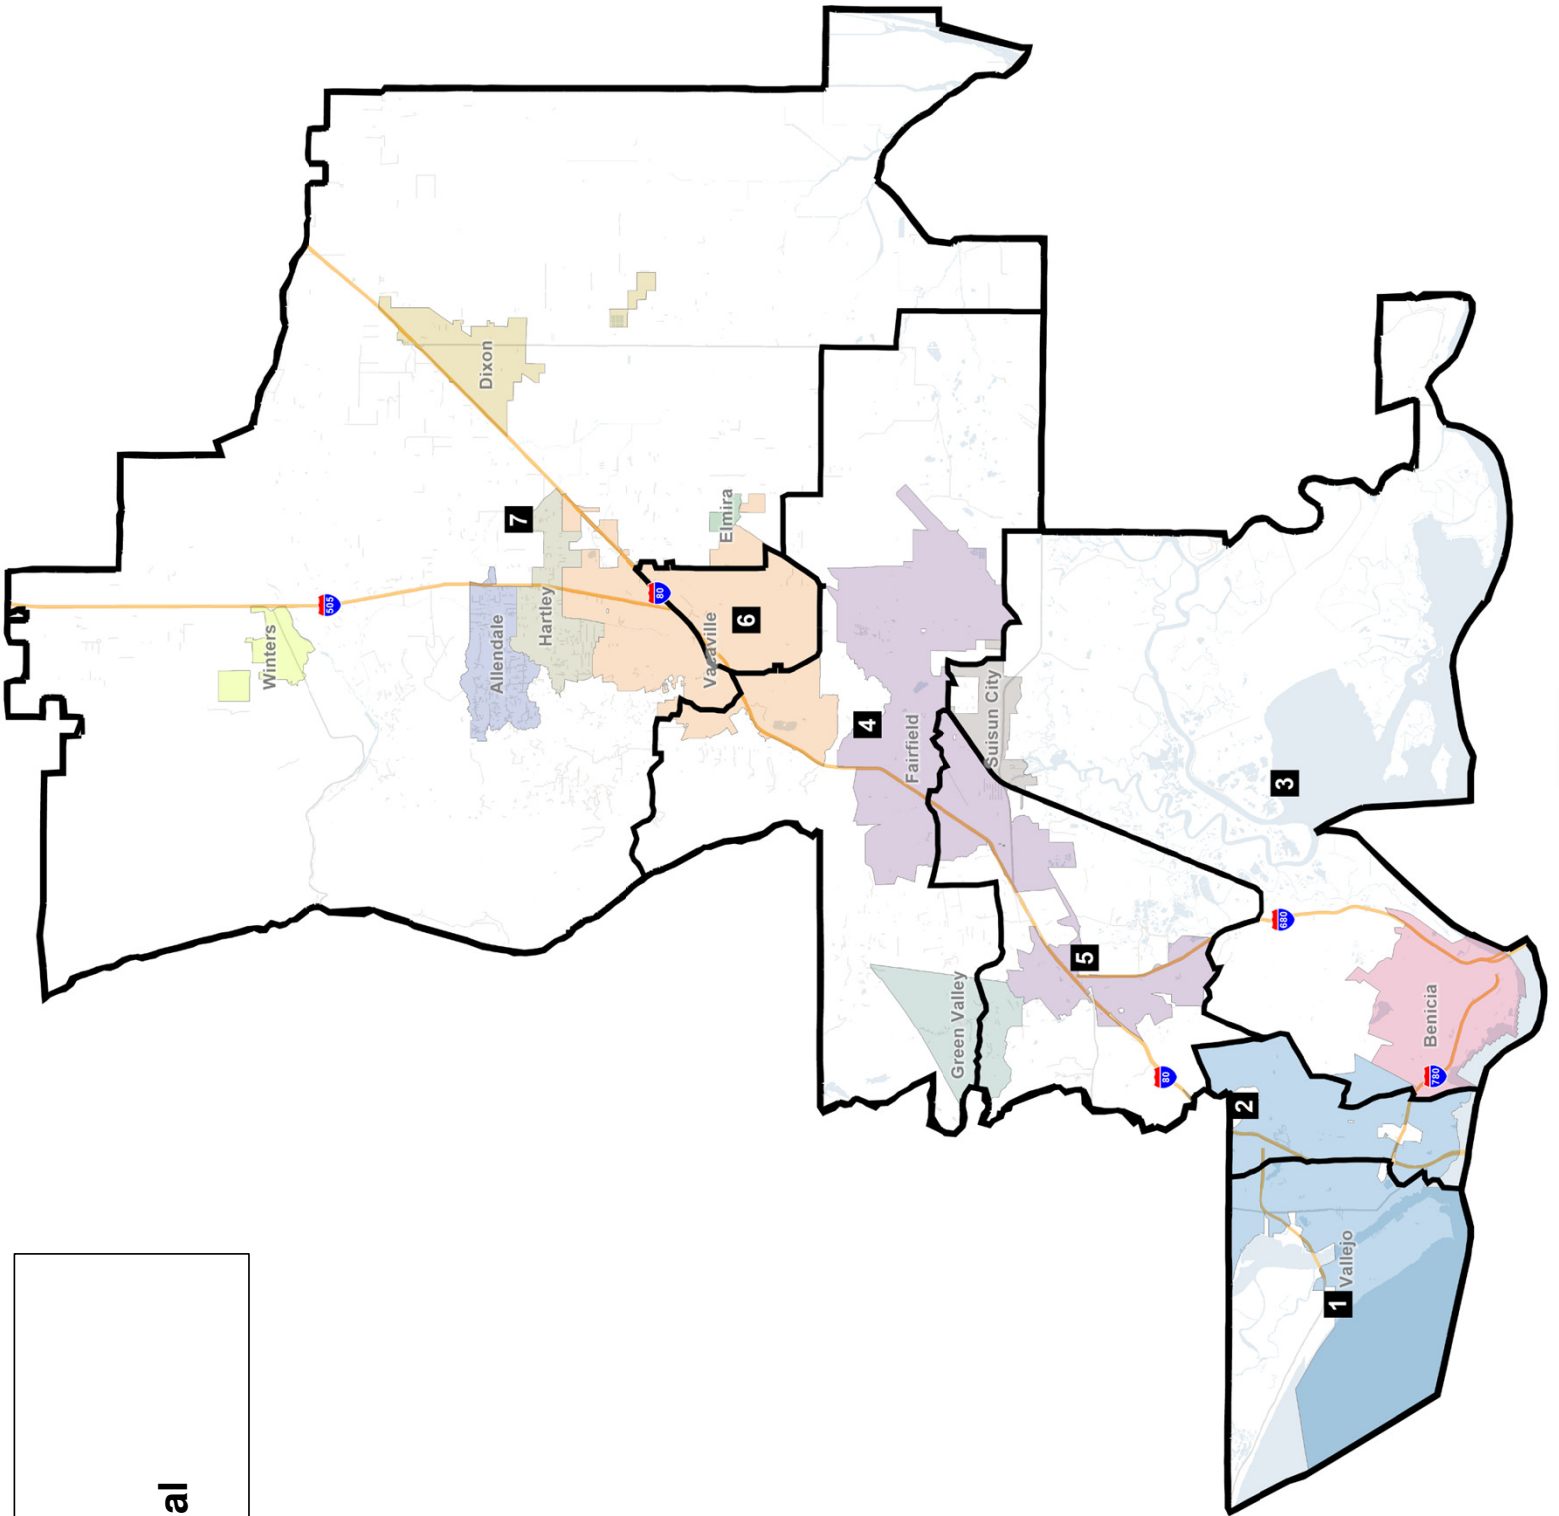 al
Winters
505
Allendale
Hartley
7
Dixon
80
Vacaville
6
Elmira
4
Fairfield
Suisun City
Green Valley
5
80
3
680
2
Benicia
780
1
Vallejo